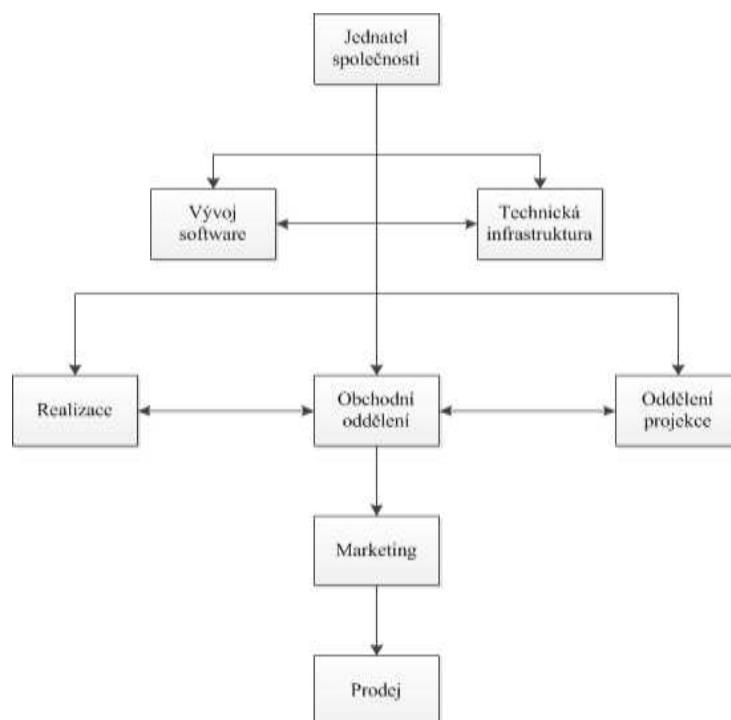 Jednatel
společnosti
Vývoj
software
Technická
infrastruktura
Realizace
Obchodní
oddělení
Oddělení
projekce
Marketing
Prodej